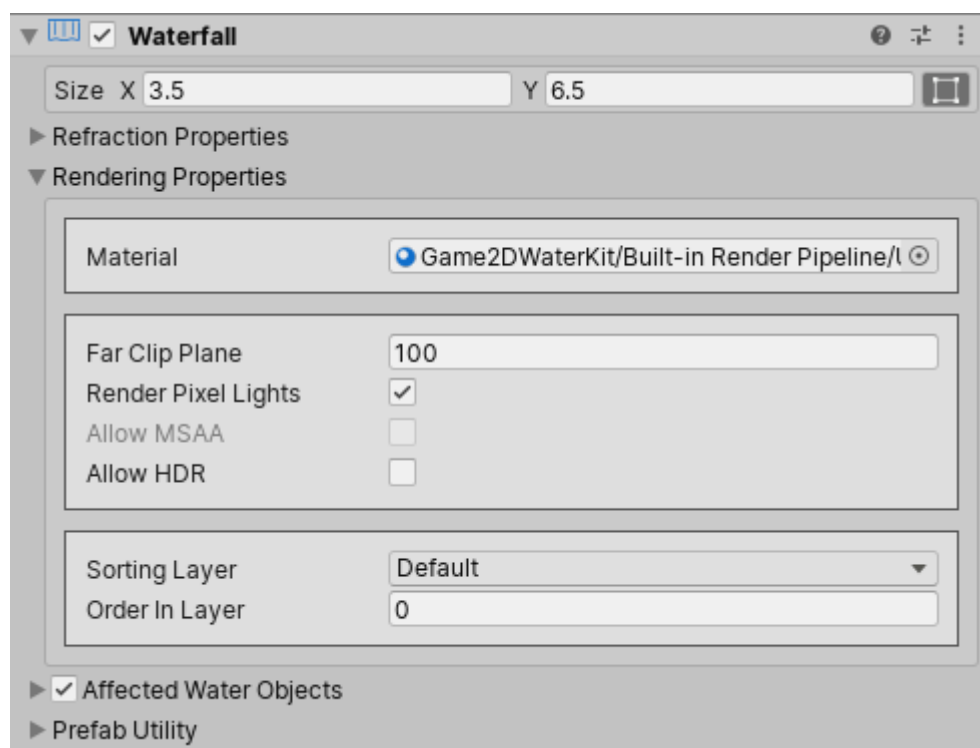 Waterfall
Size X 3.5 Y 6.5
Refraction Properties
Rendering Properties
Material Game2DWaterKit/Built-in Render Pipeline/
Far Clip Plane 100
Render Pixel Lights
Allow MSAA
Allow HDR
Sorting Layer Default
Order In Layer 0
Affected Water Objects
Prefab Utility